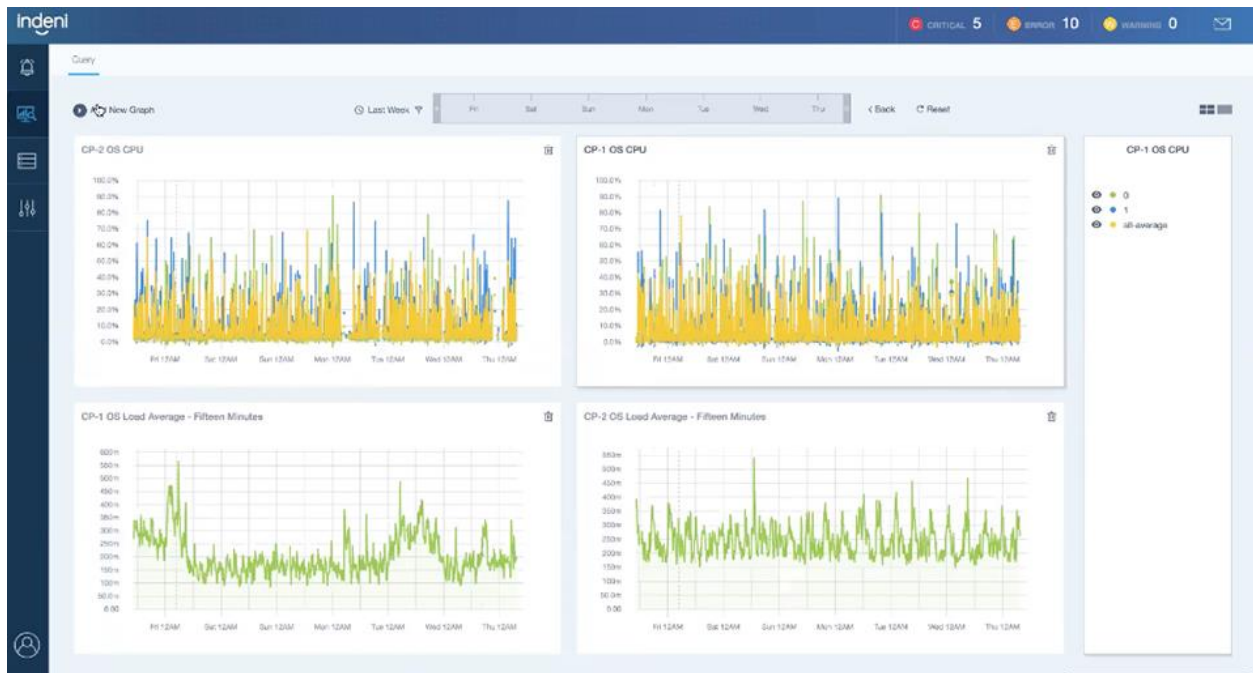 indeni
CRITICAL 5 ERROR 10 WARNING 0
Query
New Graph Last Week Fri Sat Sun Mon Tue Wed Thu Back Reset
CP-2 OS CPU
100.0%
90.0%
80.0%
70.0%
60.0%
50.0%
40.0%
30.0%
20.0%
10.0%
0.0%
Fri 12AM Sat 12AM Sun 12AM Mon 12AM Tue 12AM Wed 12AM Thu 12AM
CP-1 OS CPU
100.0%
90.0%
80.0%
70.0%
60.0%
50.0%
40.0%
30.0%
20.0%
10.0%
0.0%
Fri 12AM Sat 12AM Sun 12AM Mon 12AM Tue 12AM Wed 12AM Thu 12AM
CP-1 OS CPU
0
1
all-average
CP-1 OS Load Average - Fifteen Minutes
600m
550m
500m
450m
400m
350m
300m
250m
200m
150m
100m
50.0m
0.00
Fri 12AM Sat 12AM Sun 12AM Mon 12AM Tue 12AM Wed 12AM Thu 12AM
CP-2 OS Load Average - Fifteen Minutes
550m
500m
450m
400m
350m
300m
250m
200m
150m
100m
50.0m
0.00
Fri 12AM Sat 12AM Sun 12AM Mon 12AM Tue 12AM Wed 12AM Thu 12AM